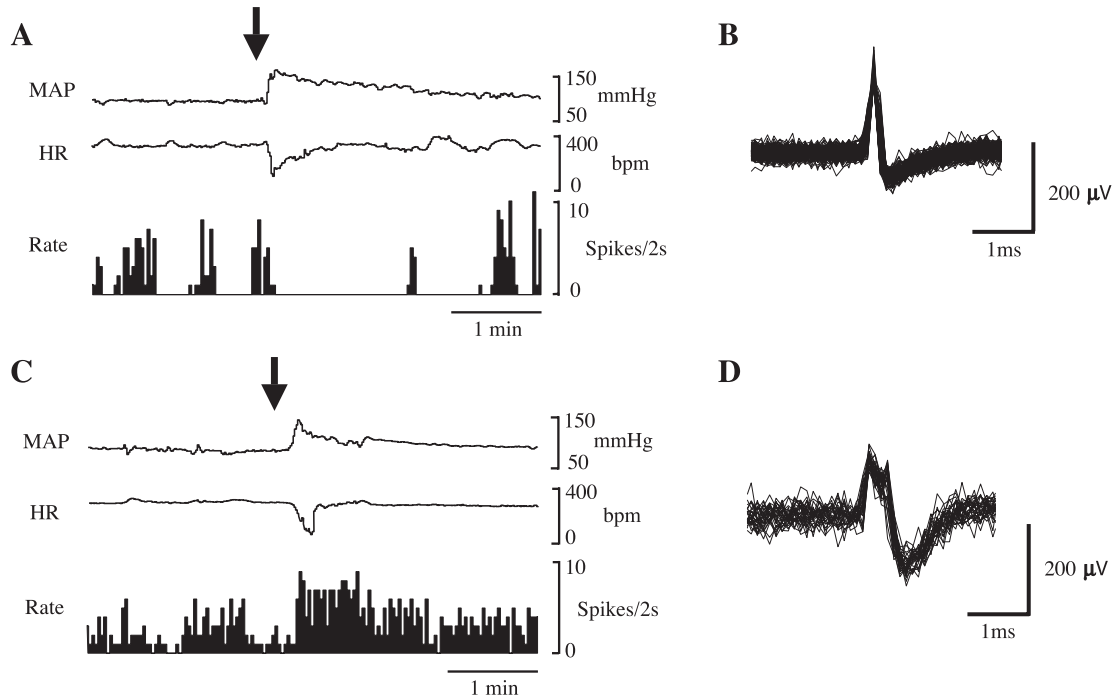 A
MAP
150
50
mmHg
HR
400
0
bpm
Rate
10
0
Spikes/2s
1 min
B
200 μV
1ms
C
MAP
150
50
mmHg
HR
400
0
bpm
Rate
10
0
Spikes/2s
1 min
D
200 μV
1ms